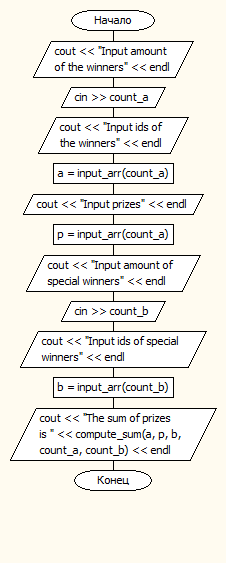 Начало
cout << "Input amount
of the winners" << endl
cin >> count_a
cout << "Input ids of
the winners" << endl
a = input_arr(count_a)
cout << "Input prizes" << endl
p = input_arr(count_a)
cout << "Input amount of
special winners" << endl
cin >> count_b
cout << "Input ids of special
winners" << endl
b = input_arr(count_b)
cout << "The sum of prizes
is " << compute_sum(a, p, b,
count_a, count_b) << endl
Конец